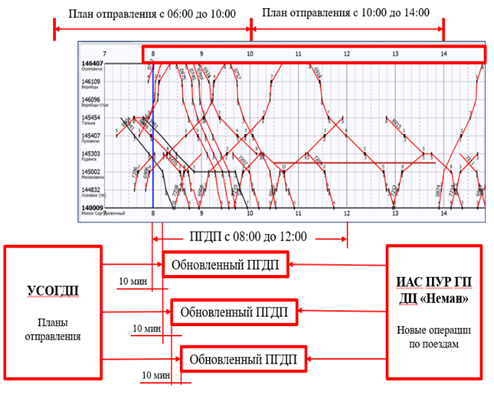 План отправления с 06:00 до 10:00
План отправления с 10:00 до 14:00
7 8 9 10 11 12 13 14
146407
146109
146096
145454
145407
145303
145002
144832
140009
7 8 9 10 11 12 13 14
ПГДП с 08:00 до 12:00
УСОГДП
Планы
отправления
10 мин
Обновленный ПГДП
10 мин
Обновленный ПГДП
10 мин
Обновленный ПГДП
ИАС ПУР ГП
ДЦ «Неман»
Новые операции
по поездам